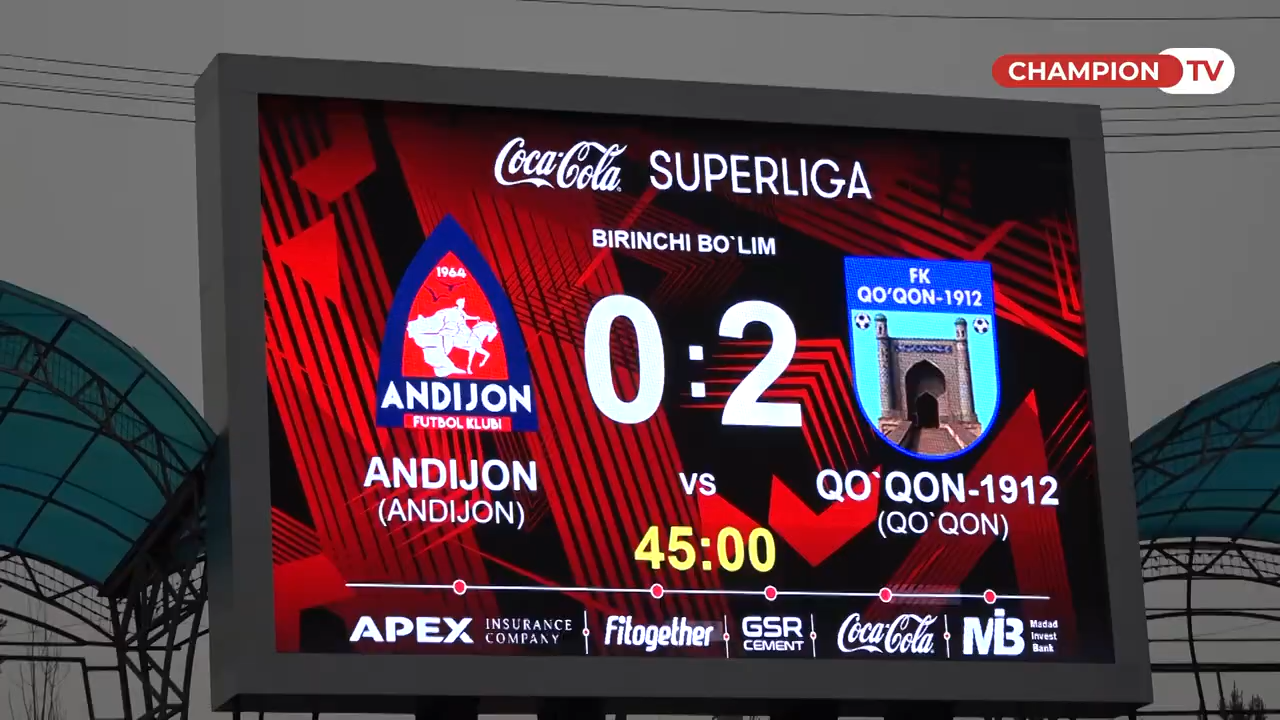 CHAMPION TV
Coca-Cola SUPERLIGA
BIRINCHI BO`LIM
1964
ANDIJON
FUTBOL KLUBI
0 : 2
FK
QO'QON-1912
ANDIJON
(ANDIJON)
VS
QO`QON-1912
(QO`QON)
45:00
APEX INSURANCE COMPANY
Fitogether
GSR
CEMENT
Coca-Cola
MIB
Madad
Invest
Bank